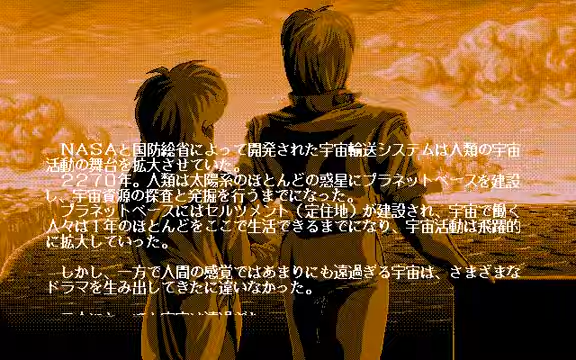 ＮＡＳＡと国防総省によって開発された宇宙輸送システムは人類の宇宙
活動の舞台を拡大させていた。
２２７０年。人類は太陽系のほとんどの惑星にプラネットベースを建設
し、宇宙資源の探査と発掘を行うまでになった。
プラネットベースにはセルツメント（定住地）が建設され、宇宙で働く
人々は１年のほとんどをここで生活できるまでになり、宇宙活動は飛躍的
に拡大していった。
しかし、一方で人間の感覚ではあまりにも遠過ぎる宇宙は、さまざまな
ドラマを生み出してきたに違いなかった。